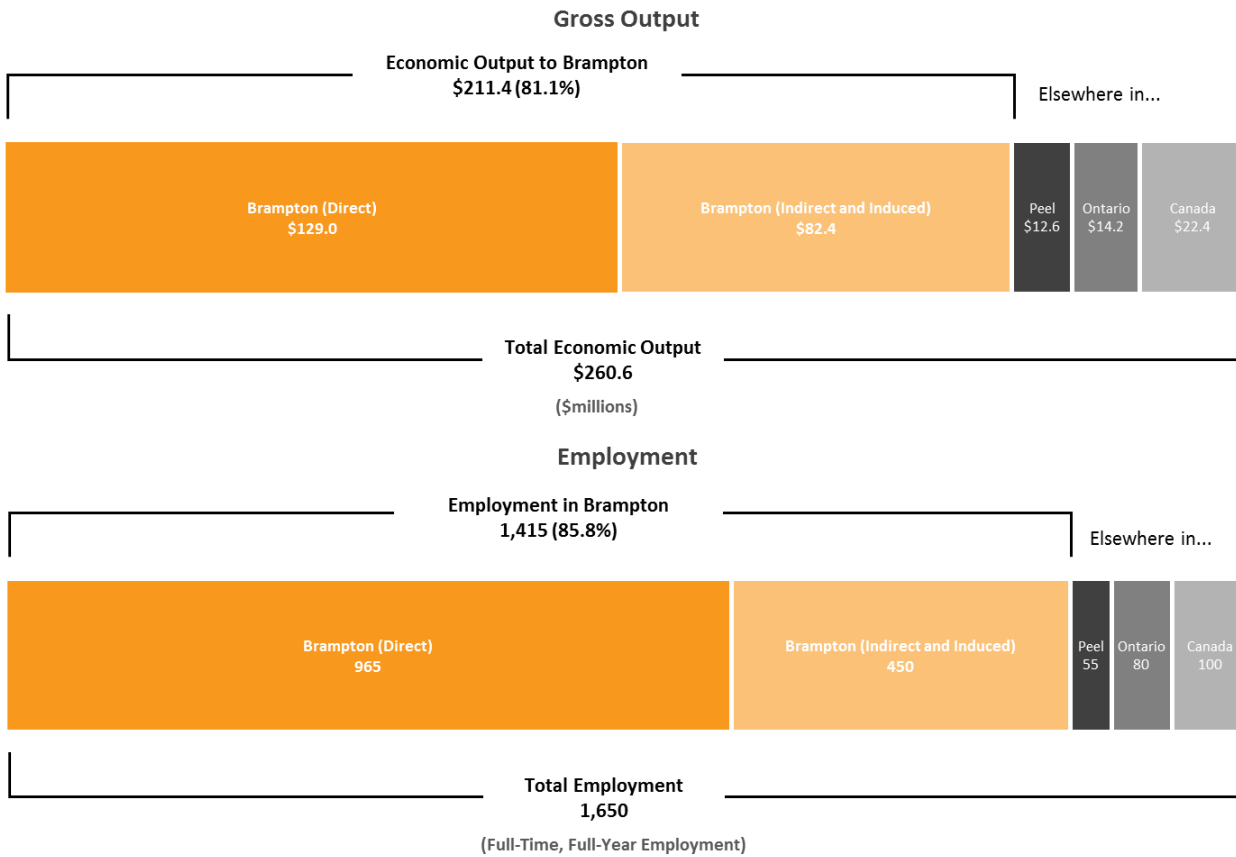 Gross Output
Economic Output to Brampton
$211.4 (81.1%)
Elsewhere in...
Brampton (Direct)
$129.0
Brampton (Indirect and Induced)
$82.4
Peel
$12.6
Ontario
$14.2
Canada
$22.4
Total Economic Output
$260.6
($millions)
Employment
Employment in Brampton
1,415 (85.8%)
Elsewhere in...
Brampton (Direct)
965
Brampton (Indirect and Induced)
450
Peel
55
Ontario
80
Canada
100
Total Employment
1,650
(Full-Time, Full-Year Employment)